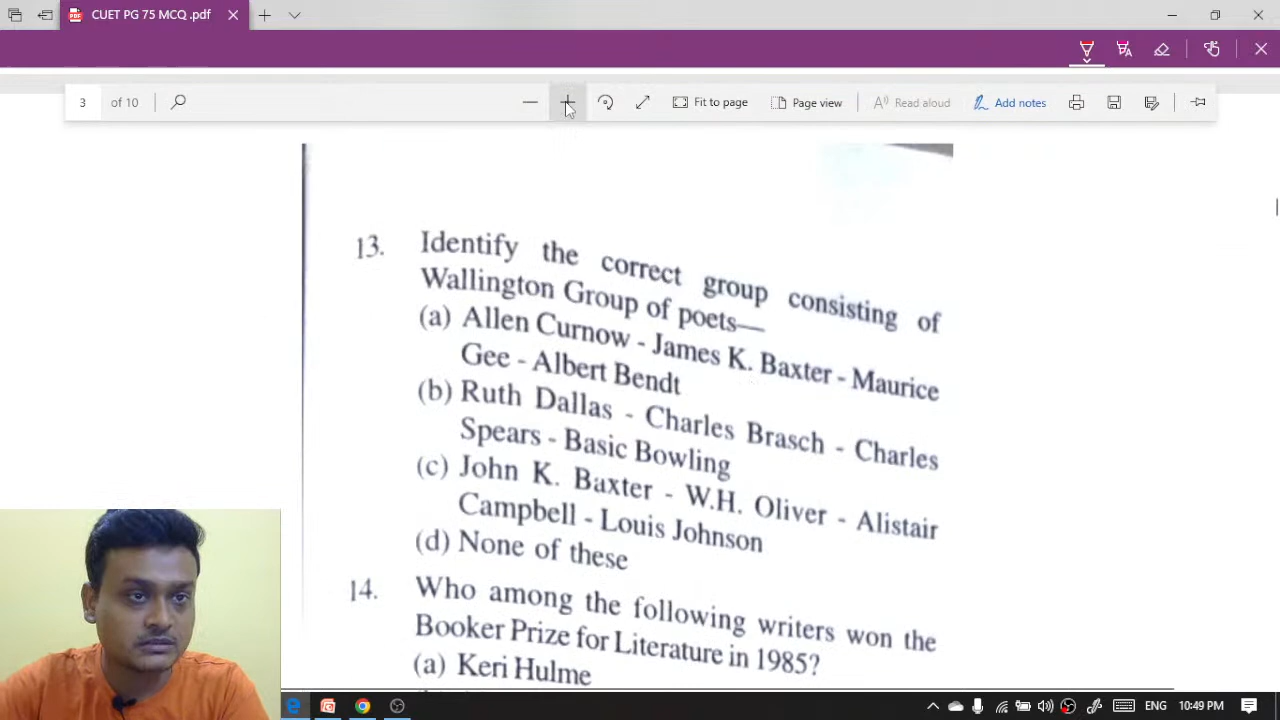 CUET PG 75 MCQ .pdf
3 of 10
Fit to page
Page view
Read aloud
Add notes
13. Identify the correct group consisting of
Wallington Group of poets—
(a) Allen Curnow - James K. Baxter - Maurice
Gee - Albert Bendt
(b) Ruth Dallas - Charles Brasch - Charles
Spears - Basic Bowling
(c) John K. Baxter - W.H. Oliver - Alistair
Campbell - Louis Johnson
(d) None of these
14. Who among the following writers won the
Booker Prize for Literature in 1985?
(a) Keri Hulme
ENG
10:49 PM